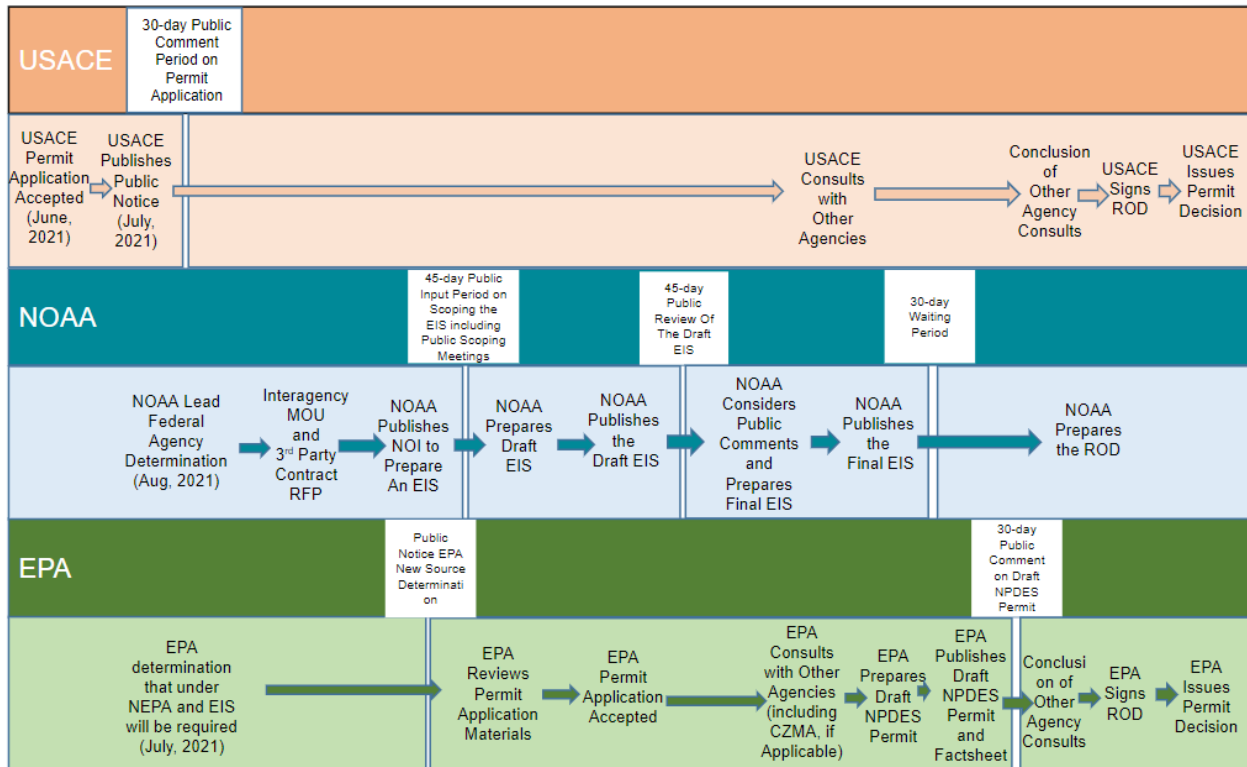 USACE
30-day Public
Comment
Period on
Permit
Application
USACE
Permit
Application
Accepted
(June,
2021)
USACE
Publishes
Public
Notice
(July,
2021)
USACE
Consults
with
Other
Agencies
Conclusion
of
Other
Agency
Consults
USACE
Signs
ROD
USACE
Issues
Permit
Decision
NOAA
45-day Public
Input Period on
Scoping the
EIS including
Public Scoping
Meetings
45-day
Public
Review Of
The Draft
EIS
30-day
Waiting
Period
NOAA Lead
Federal
Agency
Determination
(Aug, 2021)
Interagency
MOU
and
3rd Party
Contract
RFP
NOAA
Publishes
NOI to
Prepare
An EIS
NOAA
Prepares
Draft
EIS
NOAA
Publishes
the
Draft EIS
NOAA
Considers
Public
Comments
and
Prepares
Final EIS
NOAA
Publishes
the
Final EIS
NOAA
Prepares
the ROD
EPA
Public
Notice EPA
New Source
Determinati
on
30-day
Public
Comment
on Draft
NPDES
Permit
EPA
determination
that under
NEPA and EIS
will be required
(July, 2021)
EPA
Reviews
Permit
Application
Materials
EPA
Permit
Application
Accepted
EPA
Consults with
Other
Agencies
(including
CZMA, if
Applicable)
EPA
Prepares
Draft
NPDES
Permit
EPA
Publishes
Draft
NPDES
Permit
and
Factsheet
Conclusi
on of
Other
Agency
Consults
EPA
Signs
ROD
EPA
Issues
Permit
Decision